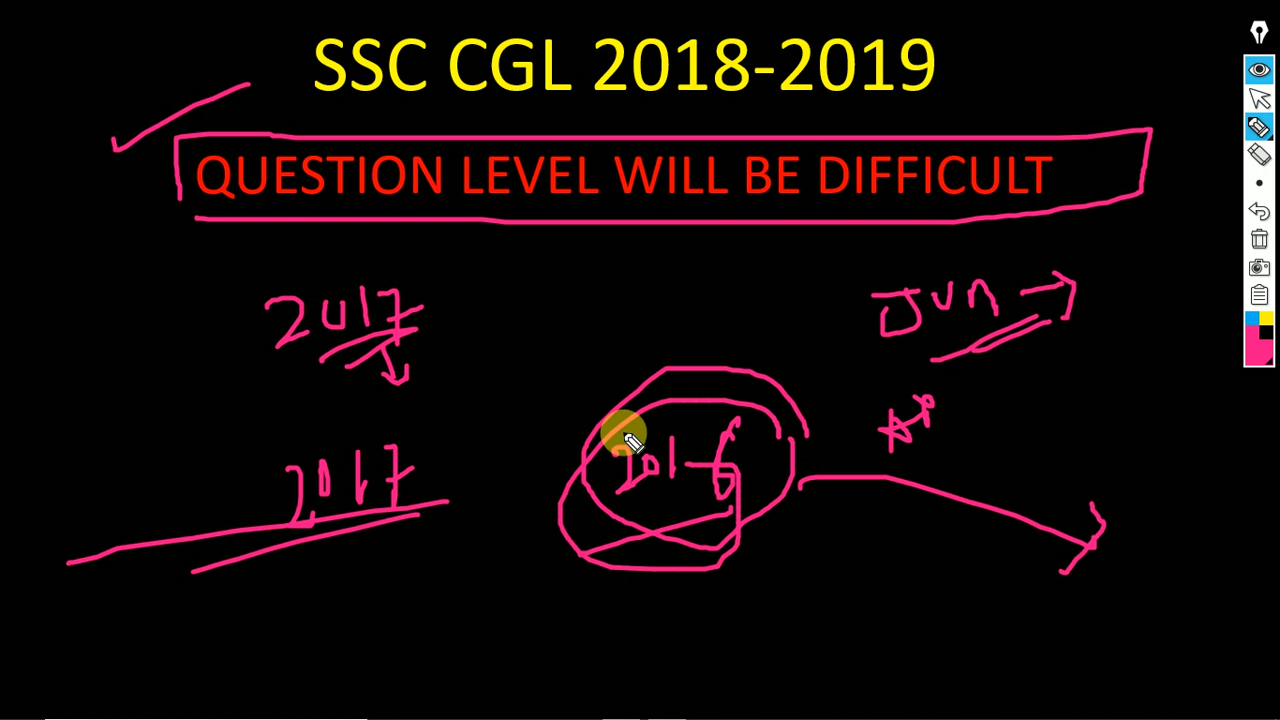 SSC CGL 2018-2019
QUESTION LEVEL WILL BE DIFFICULT
2017
Jun
2017
2016